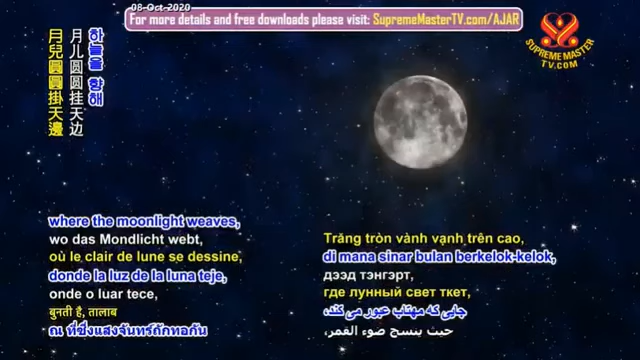 08-Oct-2020
For more details and free downloads please visit: SupremeMasterTV.com/AJAR
SUPREME MASTER
TV.COM
한들을 향해
月儿圆圆挂天边
月兒圓圓掛天邊
where the moonlight weaves,
wo das Mondlicht webt,
où le clair de lune se dessine,
donde la luz de la luna teje,
onde o luar tece,
बुनती है, तालाब
ณ ที่ซึ่งแสงจันทร์ถักทอกัน
Trăng tròn vành vạnh trên cao,
di mana sinar bulan berkelok-kelok,
дээд тэнгэрт,
где лунный свет ткет,
جایی که مهتاب عبور می کند،
حيث ينسج ضوء القمر،